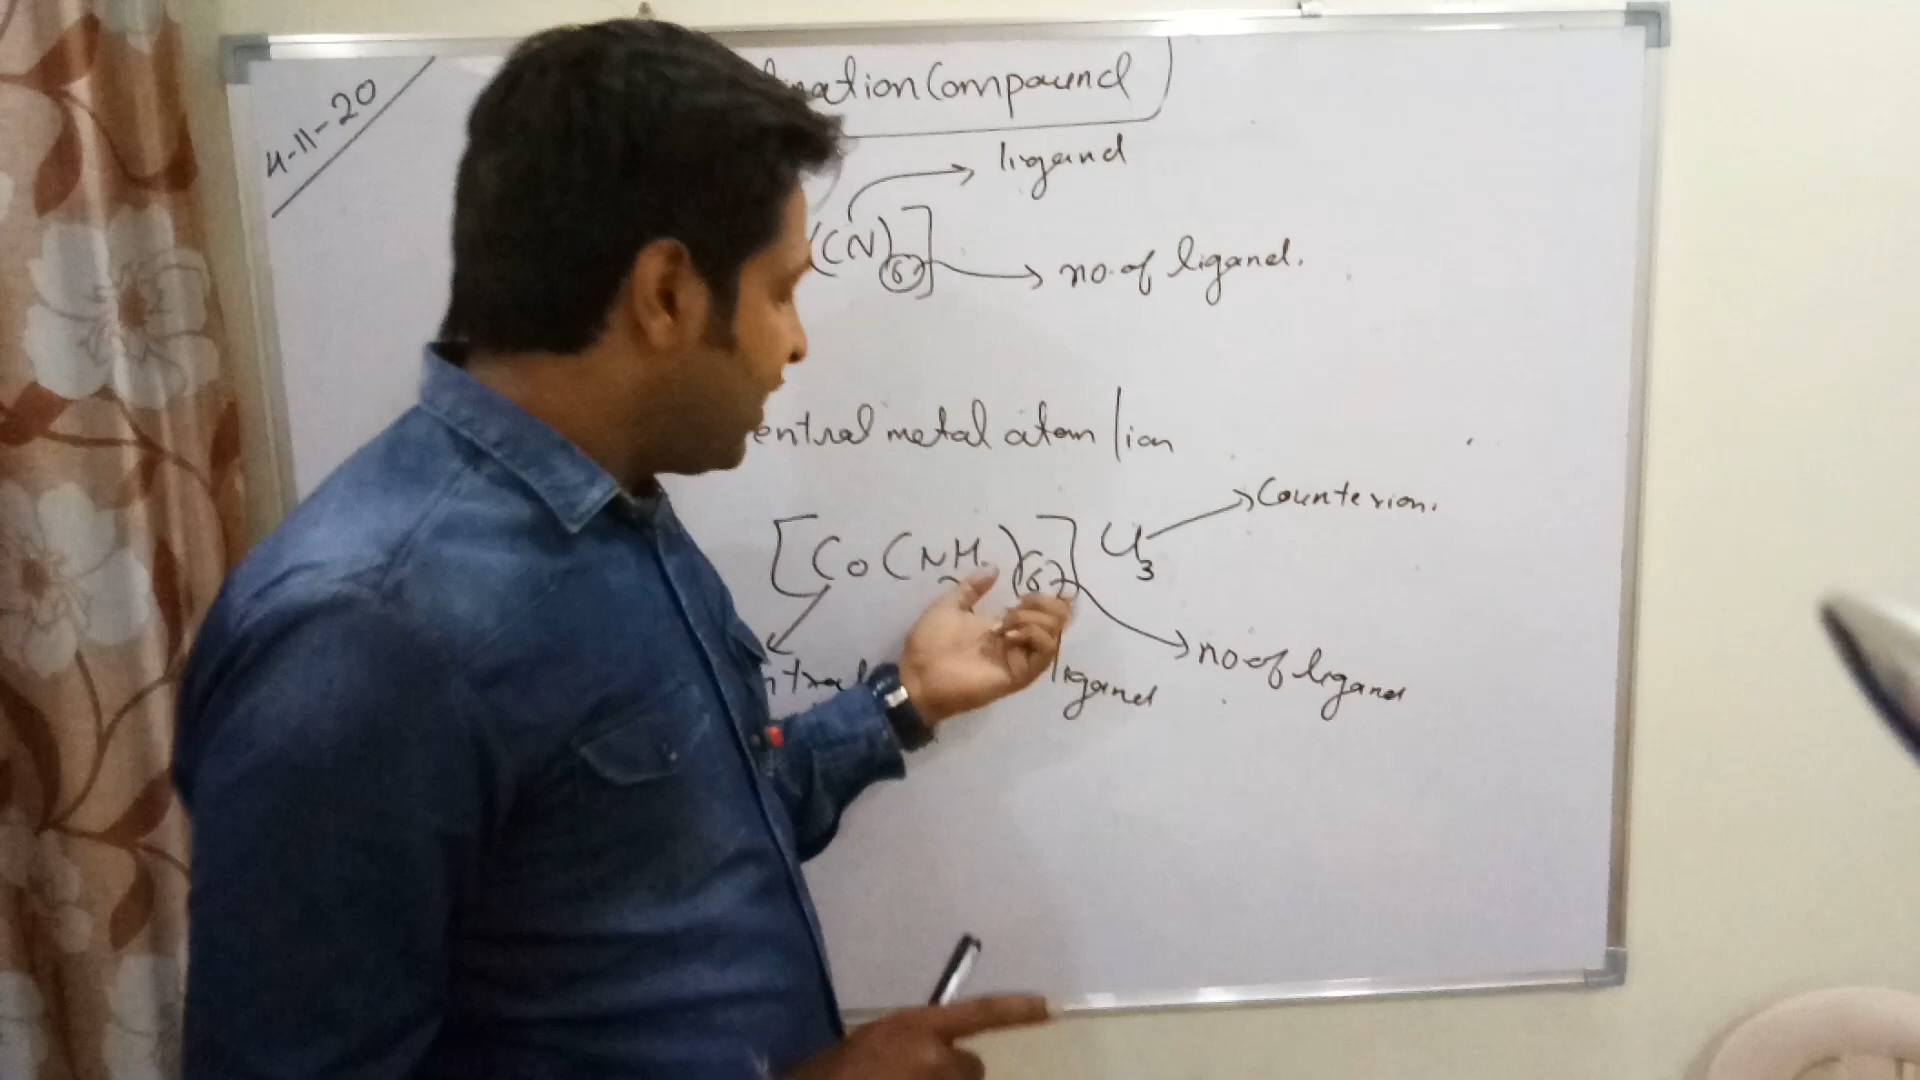 4-11-20
nation Compound
ligand
(CN)6]
no. of ligand.
entral metal atom/ion
Counter ion.
[Co(NH3)6] Cl3
no of ligand
ntral
ligand